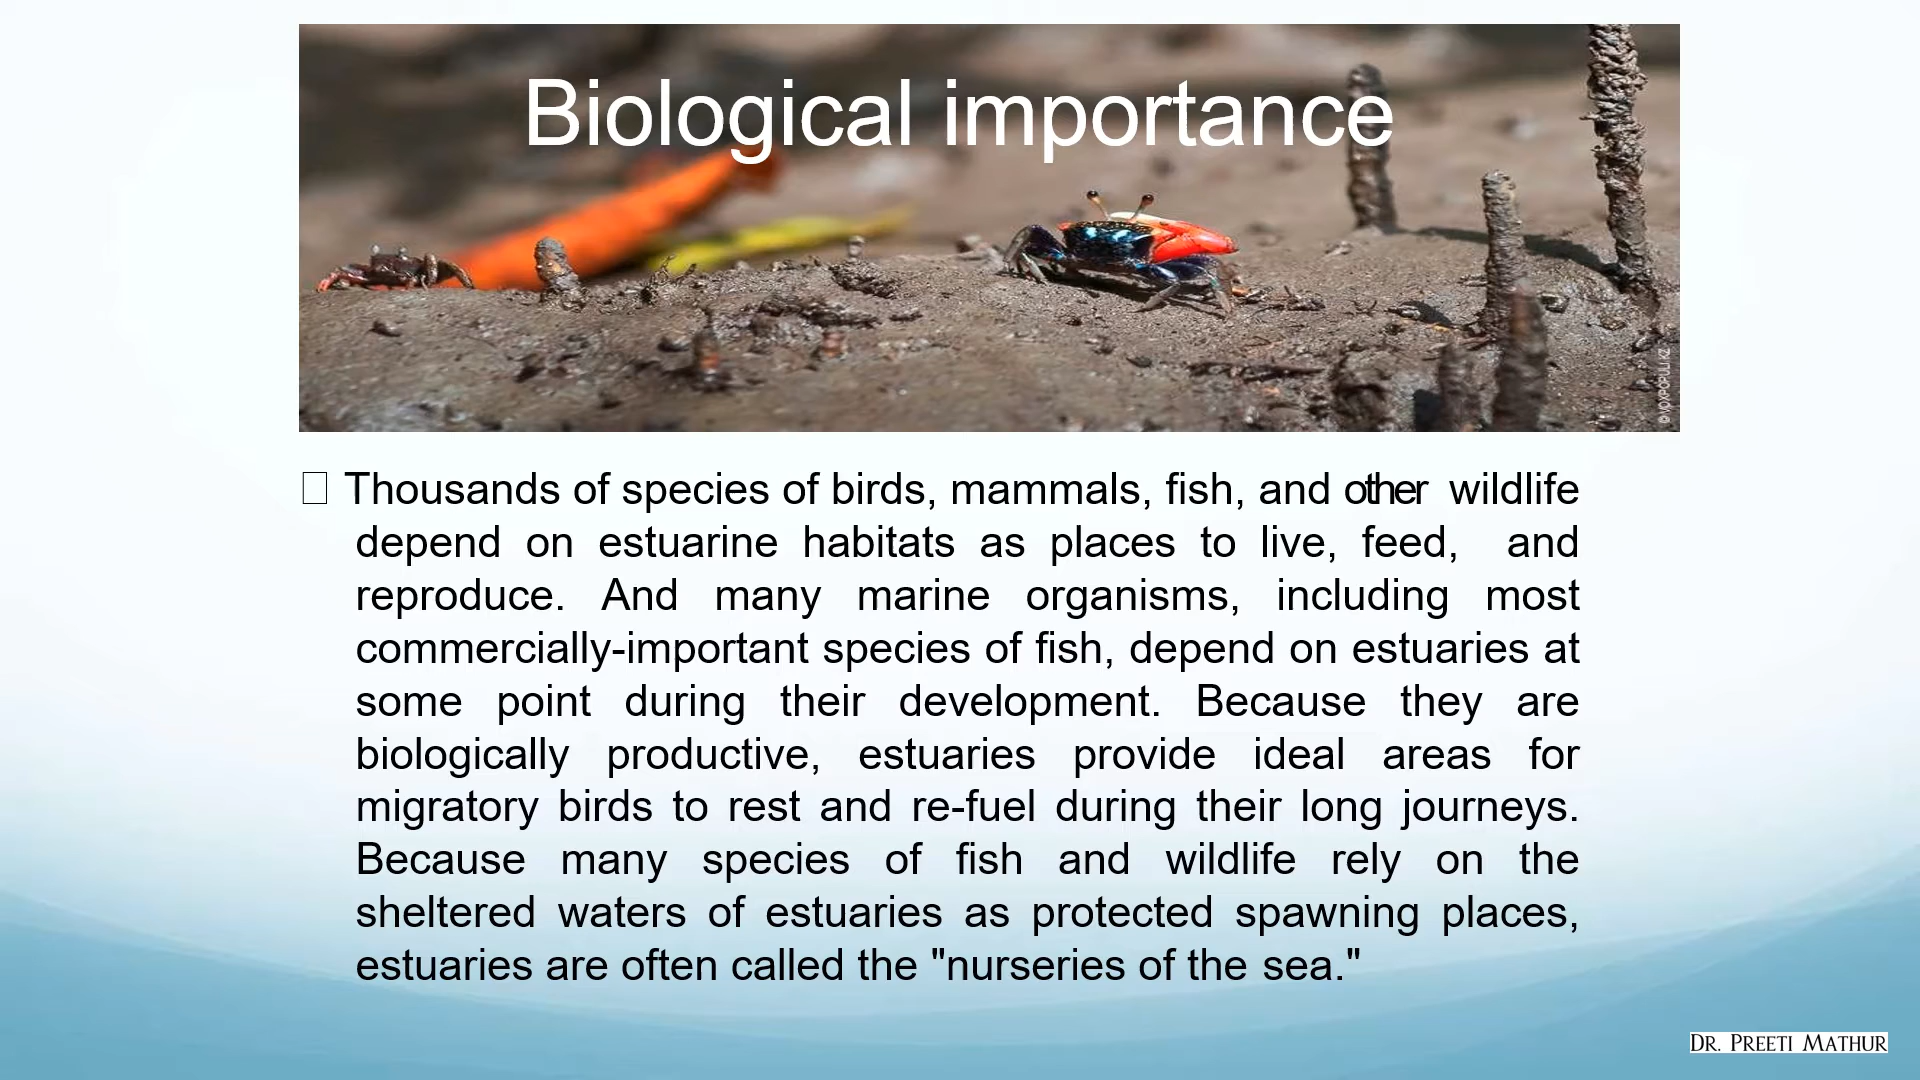 Biological importance
©VOXPOPULI.KZ
Thousands of species of birds, mammals, fish, and other wildlife
depend on estuarine habitats as places to live, feed, and
reproduce. And many marine organisms, including most
commercially-important species of fish, depend on estuaries at
some point during their development. Because they are
biologically productive, estuaries provide ideal areas for
migratory birds to rest and re-fuel during their long journeys.
Because many species of fish and wildlife rely on the
sheltered waters of estuaries as protected spawning places,
estuaries are often called the "nurseries of the sea."
DR. PREETI MATHUR